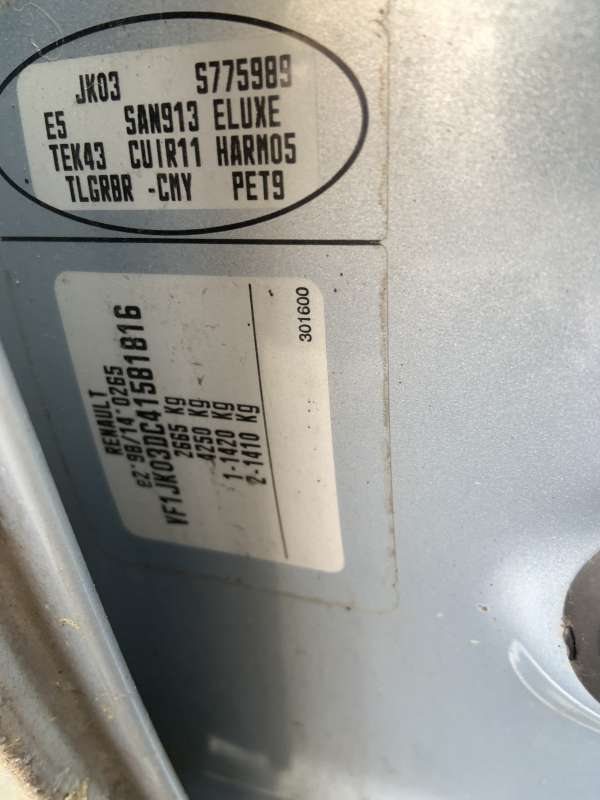 JK03 S775989
E5 SAN913 ELUXE
TEK43 CUIR11 HARM05
TLGRBR -CMY PET9
RENAULT
e2*98/14*0265
VF1JK03DC41581816
2665 Kg
4250 Kg
1-1420 Kg
2-1410 Kg
301600